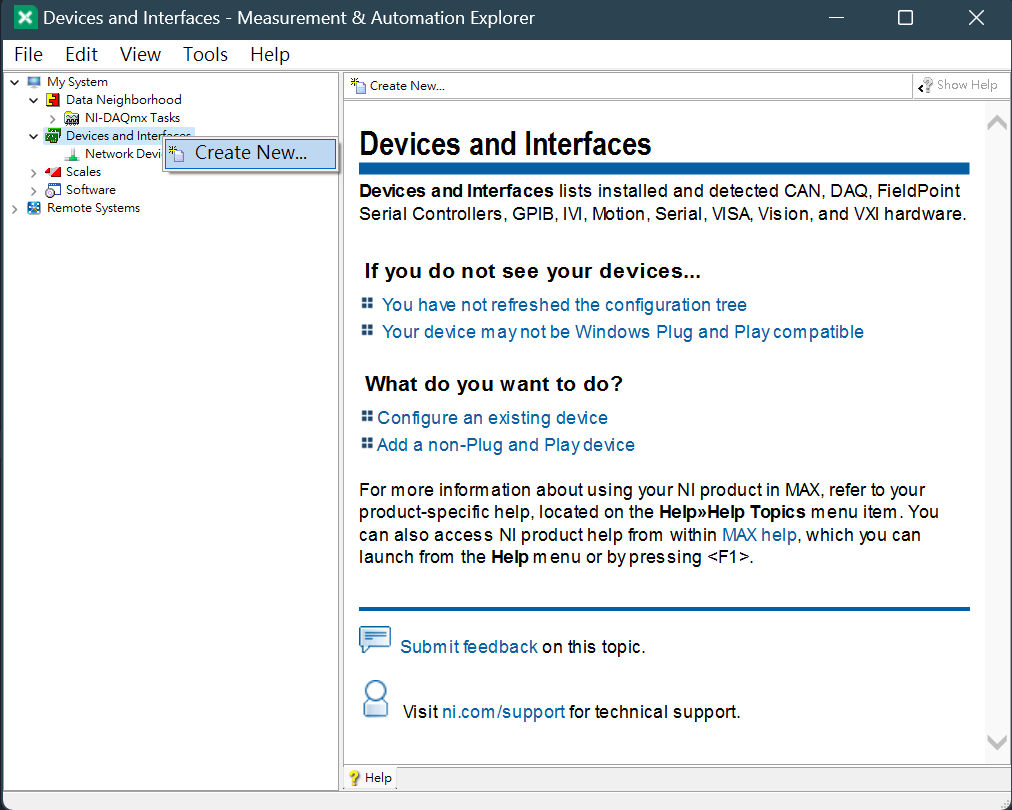 Devices and Interfaces - Measurement & Automation Explorer
File Edit View Tools Help
My System
Data Neighborhood
NI-DAQmx Tasks
Devices and Interfaces
Network Devi
Scales
Software
Remote Systems
Create New...
Create New...
Show Help
Devices and Interfaces
Devices and Interfaces lists installed and detected CAN, DAQ, FieldPoint
Serial Controllers, GPIB, IVI, Motion, Serial, VISA, Vision, and VXI hardware.
If you do not see your devices...
You have not refreshed the configuration tree
Your device may not be Windows Plug and Play compatible
What do you want to do?
Configure an existing device
Add a non-Plug and Play device
For more information about using your NI product in MAX, refer to your
product-specific help, located on the Help»Help Topics menu item. You
can also access NI product help from within MAX help, which you can
launch from the Help menu or by pressing <F1>.
Submit feedback on this topic.
Visit ni.com/support for technical support.
Help